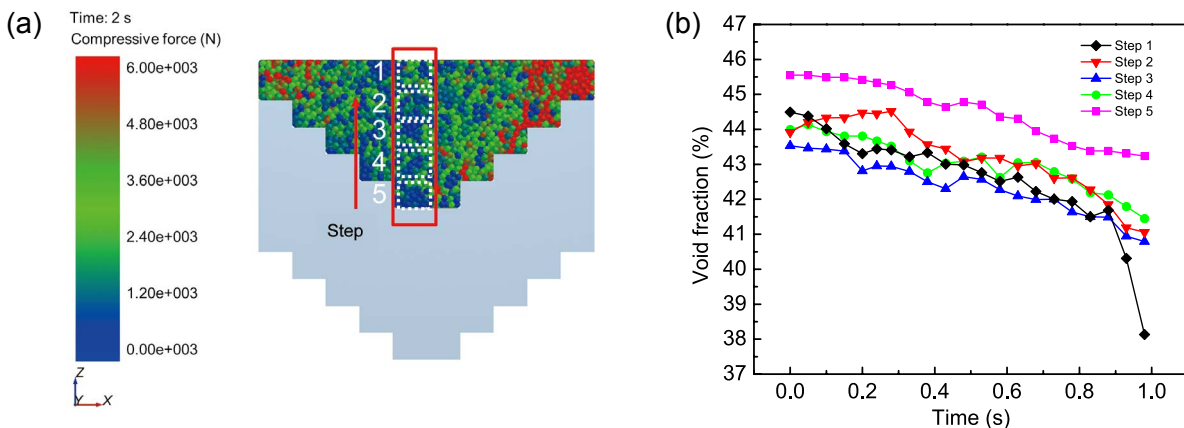 (a)
Time: 2 s
Compressive force (N)
6.00e+003
4.80e+003
3.60e+003
2.40e+003
1.20e+003
0.00e+003
Z
Y
X
1
2
3
4
5
Step
(b)
Void fraction (%)
47
46
45
44
43
42
41
40
39
38
37
Step 1
Step 2
Step 3
Step 4
Step 5
0.0
0.2
0.4
0.6
0.8
1.0
Time (s)